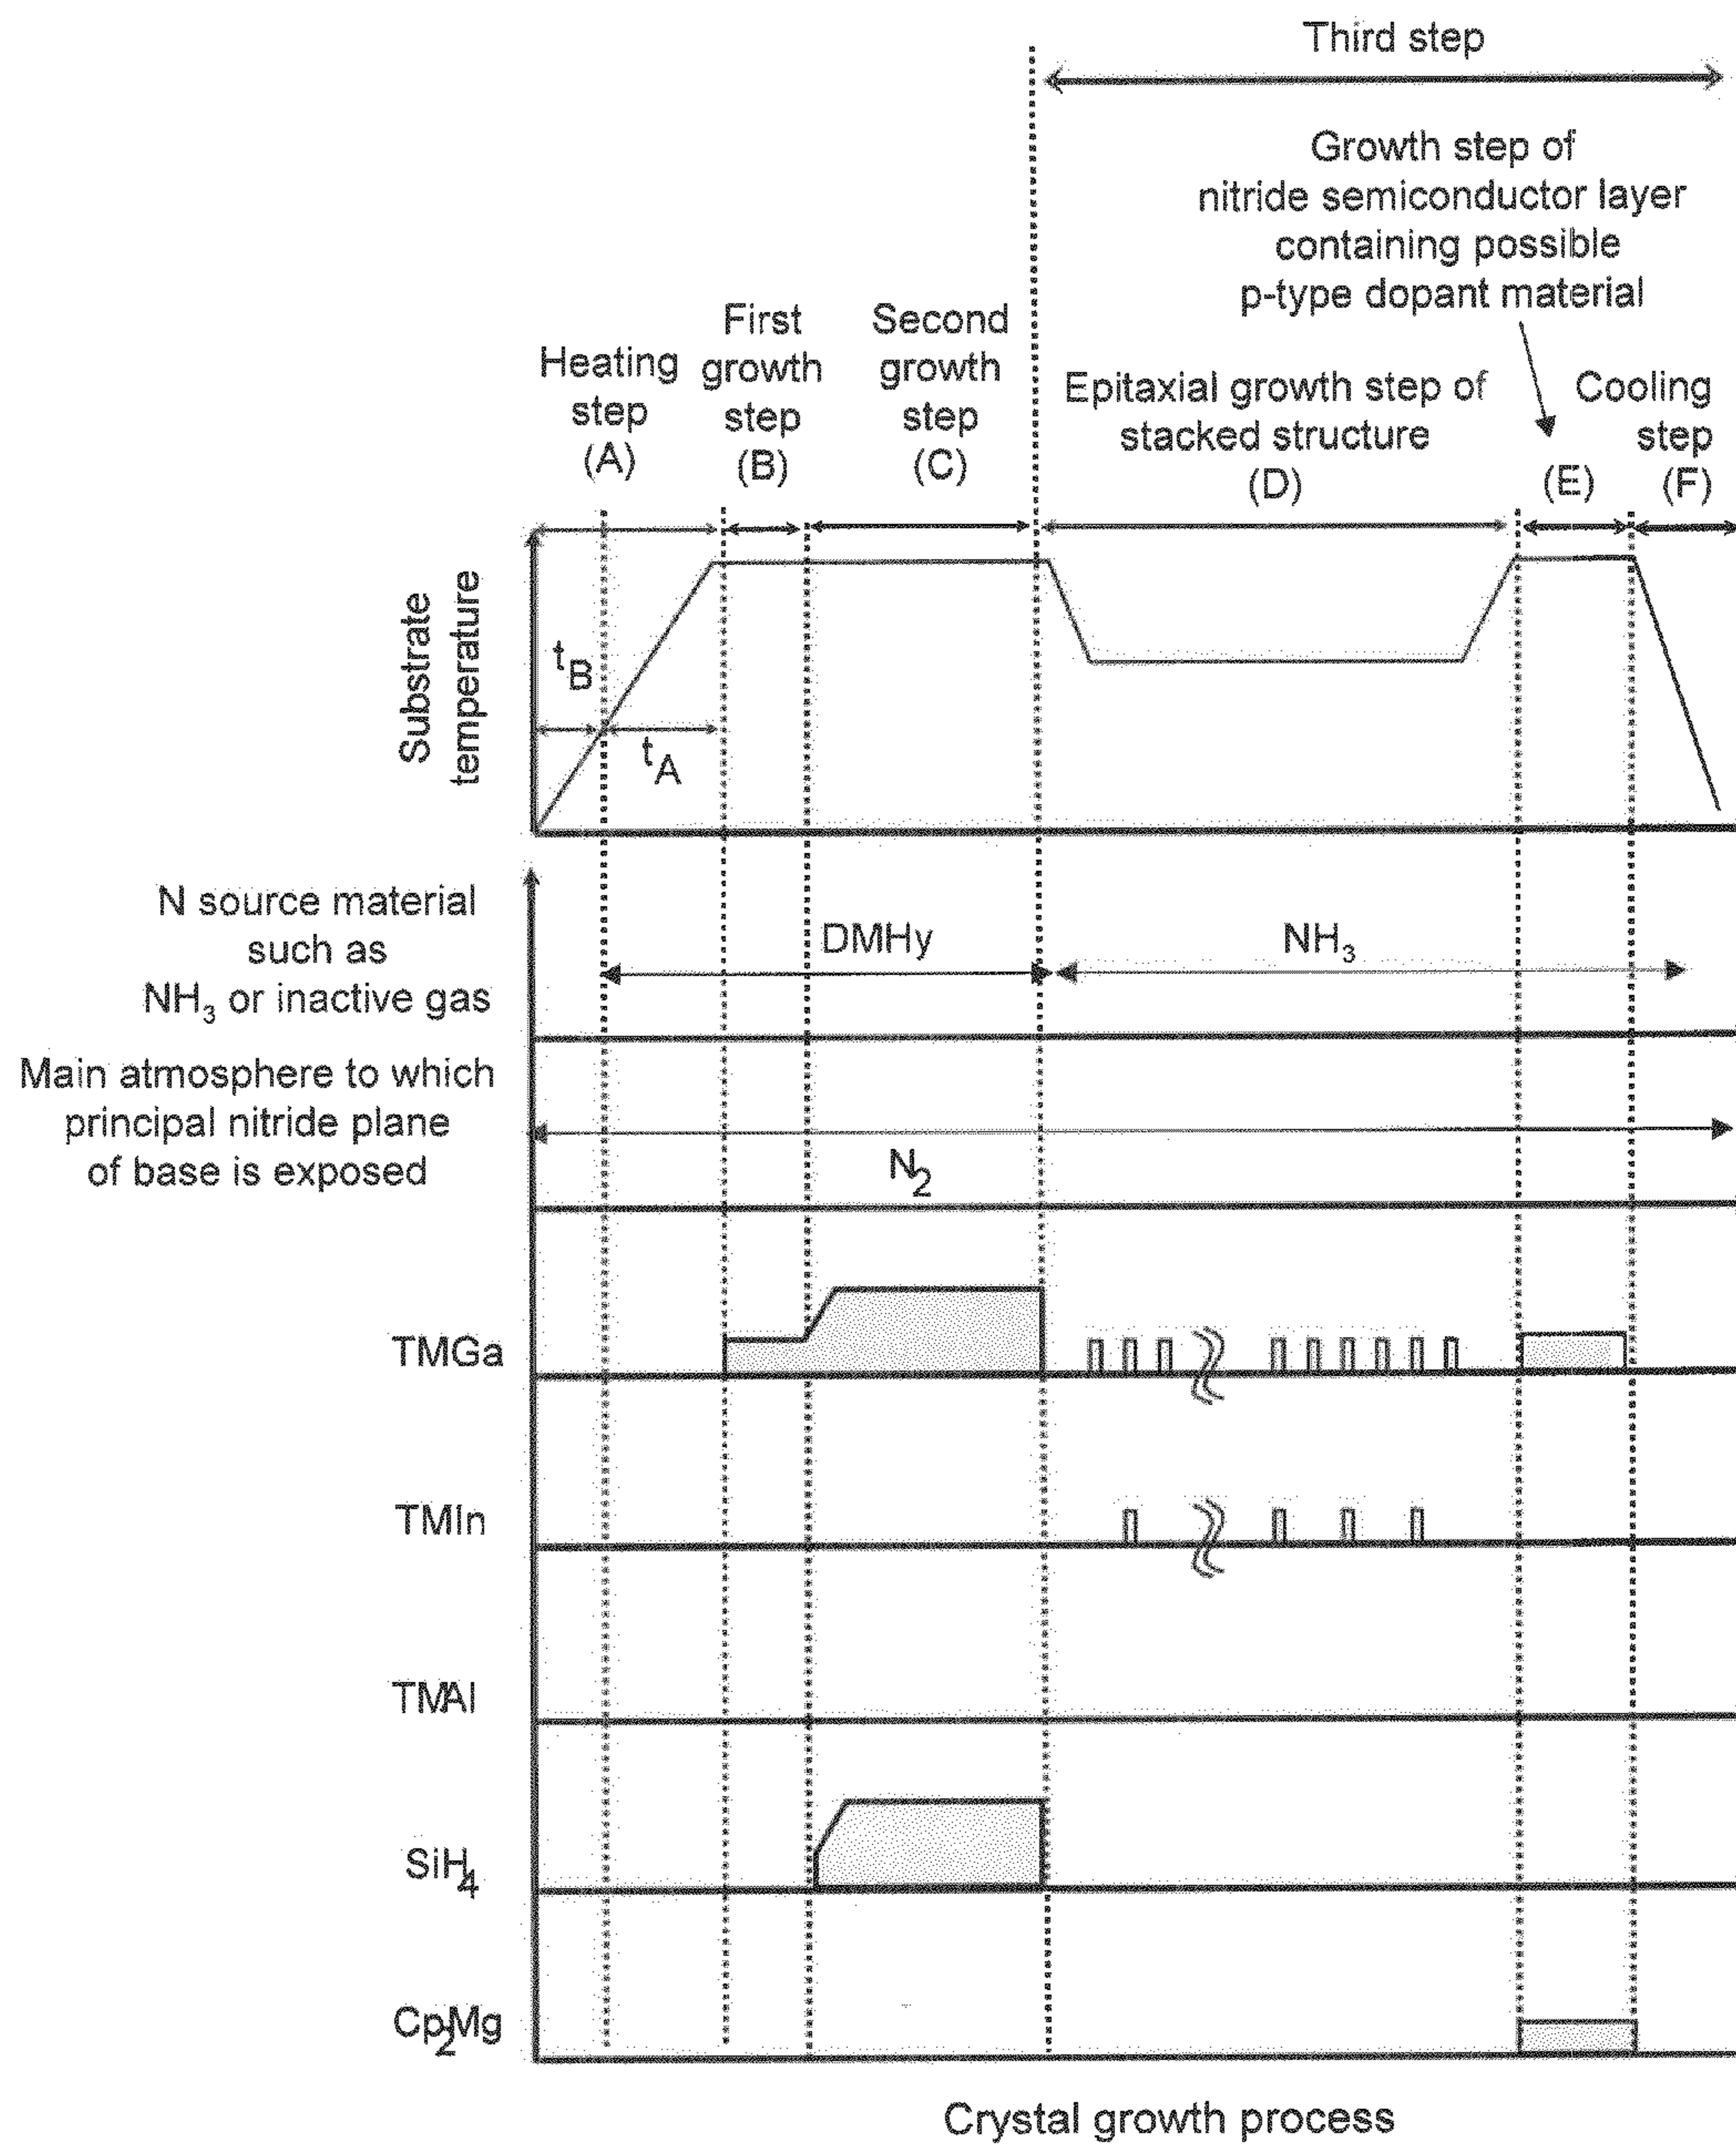 Third step
Growth step of
nitride semiconductor layer
containing possible
p-type dopant material
Heating
step
(A)
First
growth
step
(B)
Second
growth
step
(C)
Epitaxial growth step of
stacked structure
(D)
(E)
Cooling
step
(F)
Substrate
temperature
tB
tA
N source material
such as
NH3 or inactive gas
DMHy
NH3
Main atmosphere to which
principal nitride plane
of base is exposed
N2
TMGa
TMIn
TMAl
SiH4
Cp2Mg
Crystal growth process